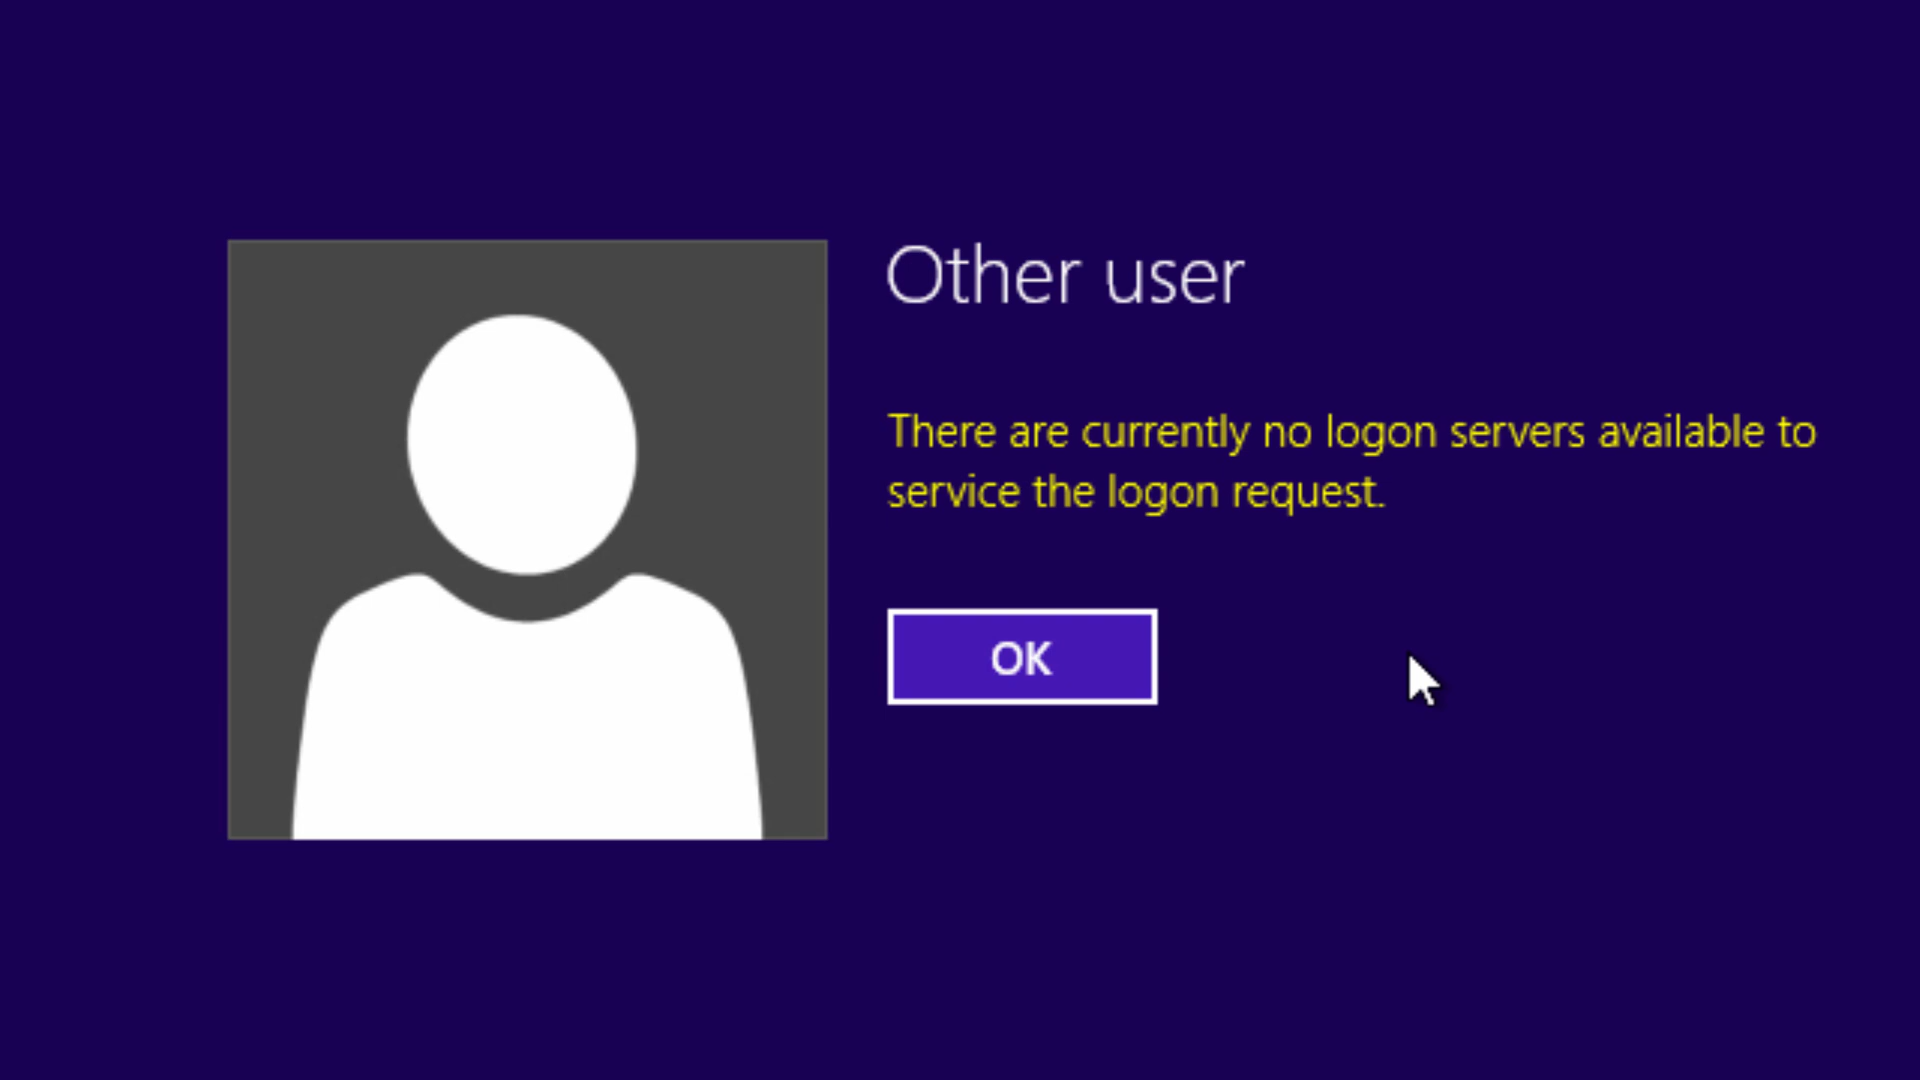 Other user
There are currently no logon servers available to
service the logon request.
OK